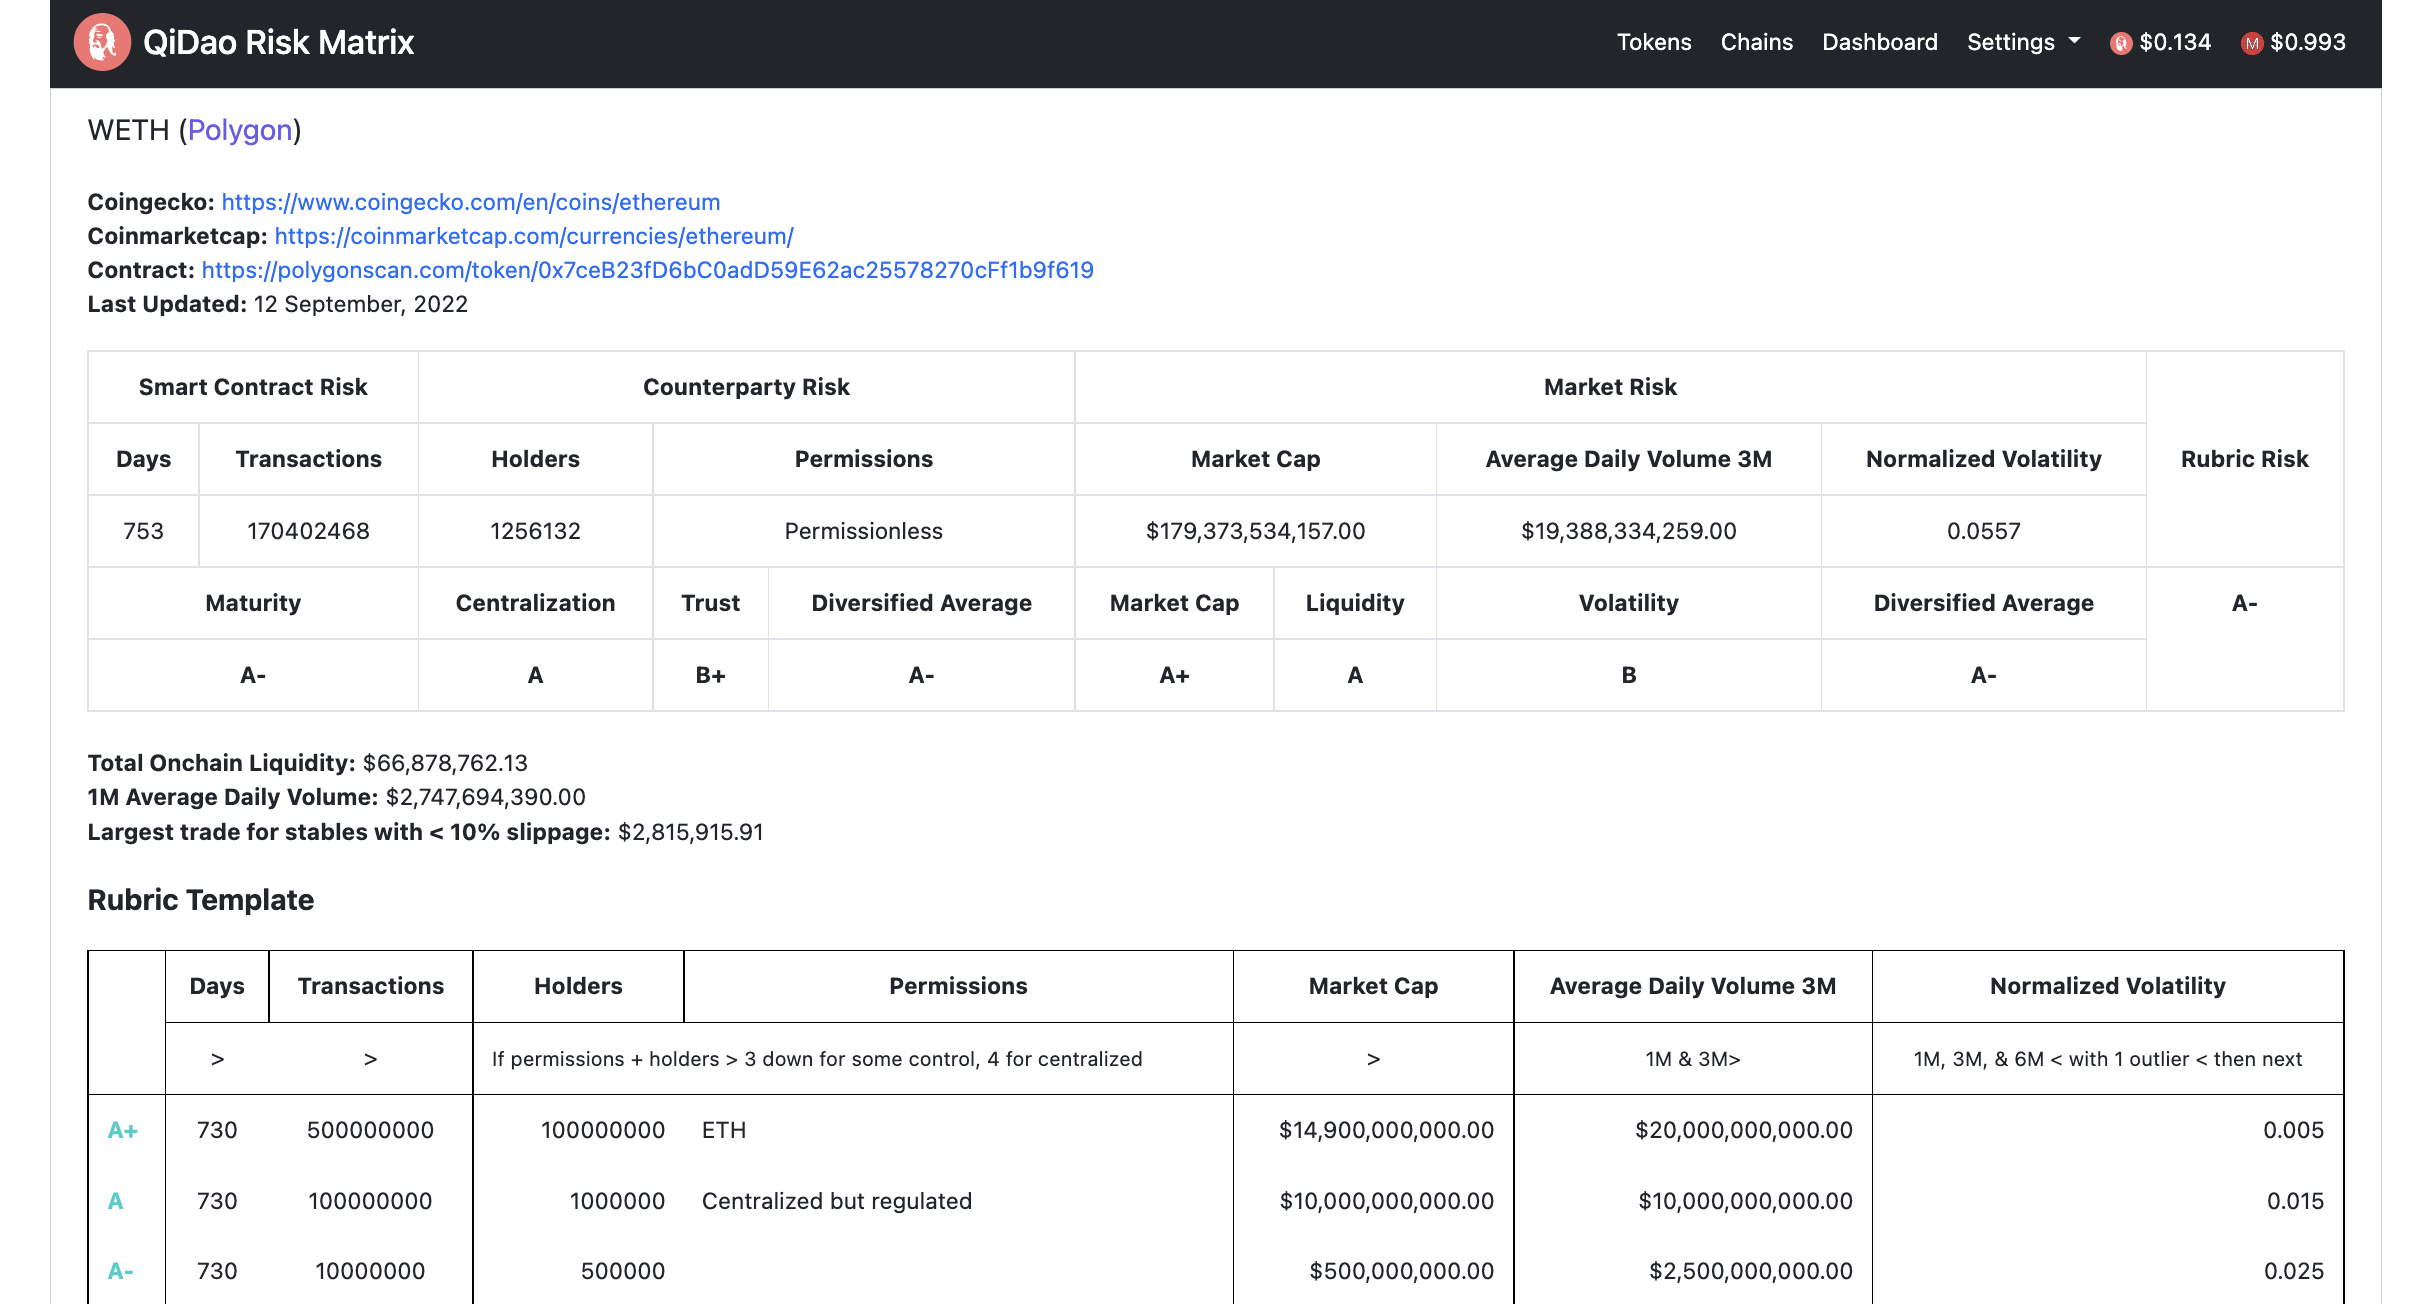 QiDao Risk Matrix
Tokens Chains Dashboard Settings $0.134 M $0.993
WETH (Polygon)
Coingecko: https://www.coingecko.com/en/coins/ethereum
Coinmarketcap: https://coinmarketcap.com/currencies/ethereum/
Contract: https://polygonscan.com/token/0x7ceB23fD6bC0adD59E62ac25578270cFf1b9f619
Last Updated: 12 September, 2022
Smart Contract Risk Counterparty Risk Market Risk
Days Transactions Holders Permissions Market Cap Average Daily Volume 3M Normalized Volatility Rubric Risk
753 170402468 1256132 Permissionless $179,373,534,157.00 $19,388,334,259.00 0.0557
Maturity Centralization Trust Diversified Average Market Cap Liquidity Volatility Diversified Average A-
A- A B+ A- A+ A B A-
Total Onchain Liquidity: $66,878,762.13
1M Average Daily Volume: $2,747,694,390.00
Largest trade for stables with < 10% slippage: $2,815,915.91
Rubric Template
Days Transactions Holders Permissions Market Cap Average Daily Volume 3M Normalized Volatility
> > If permissions + holders > 3 down for some control, 4 for centralized > 1M & 3M> 1M, 3M, & 6M < with 1 outlier < then next
A+ 730 500000000 100000000 ETH $14,900,000,000.00 $20,000,000,000.00 0.005
A 730 100000000 1000000 Centralized but regulated $10,000,000,000.00 $10,000,000,000.00 0.015
A- 730 10000000 500000 $500,000,000.00 $2,500,000,000.00 0.025